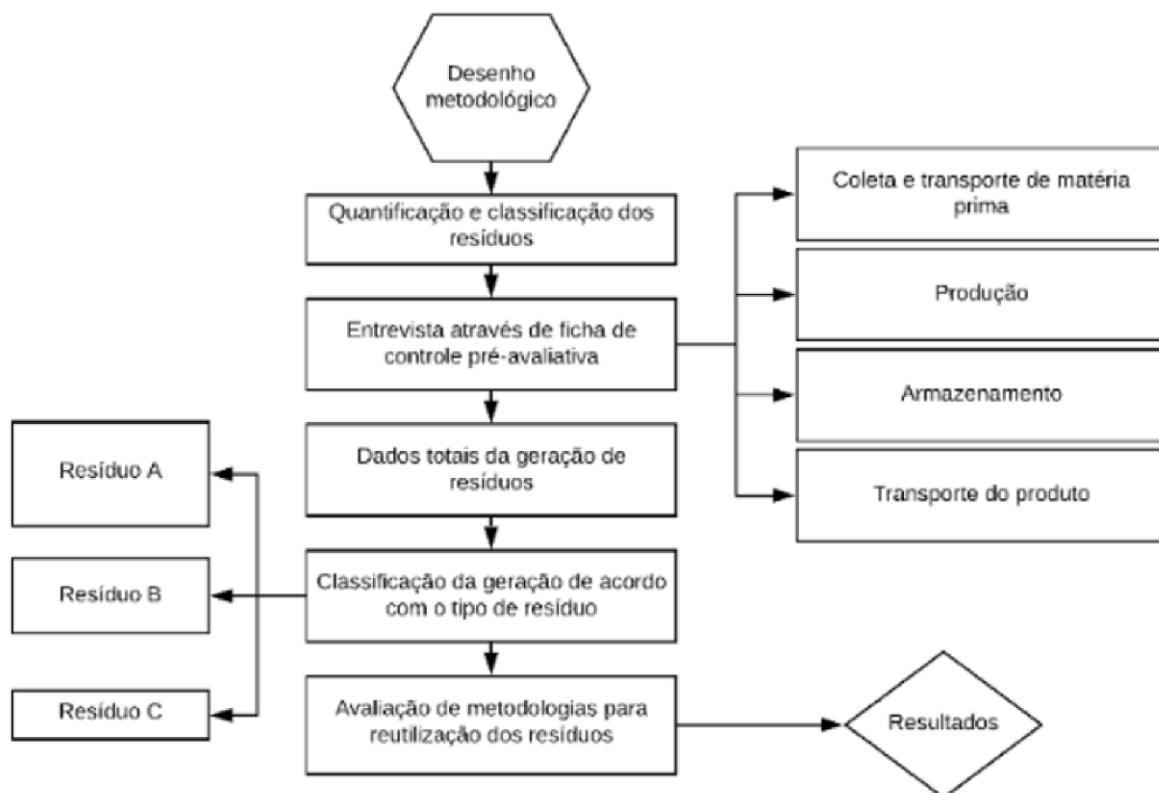 Desenho
metodológico
Quantificação e classificação dos
resíduos
Entrevista através de ficha de
controle pré-avaliativa
Coleta e transporte de matéria
prima
Produção
Armazenamento
Transporte do produto
Dados totais da geração de
resíduos
Classificação da geração de acordo
com o tipo de resíduo
Resíduo A
Resíduo B
Resíduo C
Avaliação de metodologias para
reutilização dos resíduos
Resultados